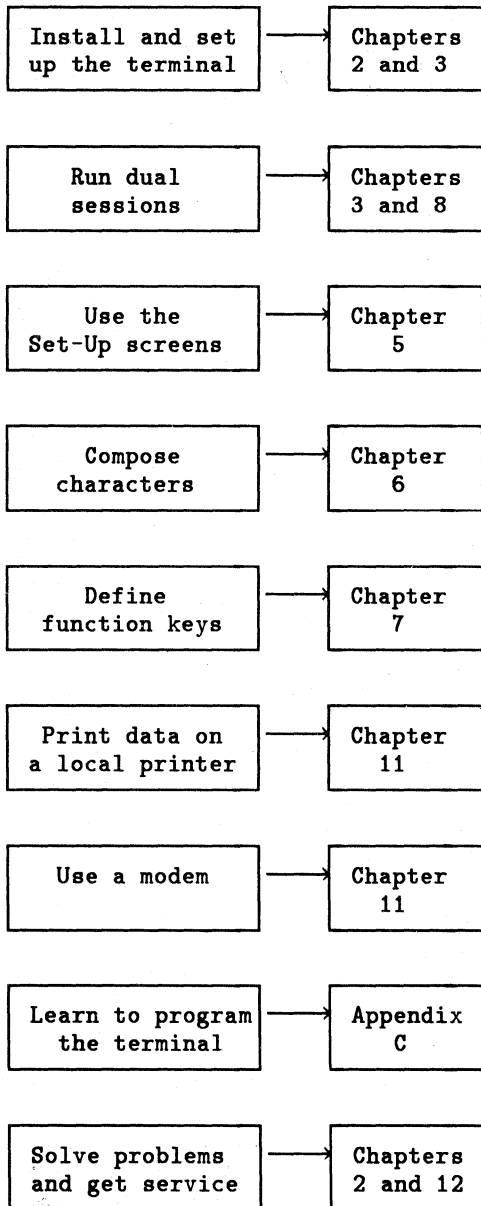 Install and set
up the terminal
Chapters
2 and 3
Run dual
sessions
Chapters
3 and 8
Use the
Set-Up screens
Chapter
5
Compose
characters
Chapter
6
Define
function keys
Chapter
7
Print data on
a local printer
Chapter
11
Use a modem
Chapter
11
Learn to program
the terminal
Appendix
C
Solve problems
and get service
Chapters
2 and 12